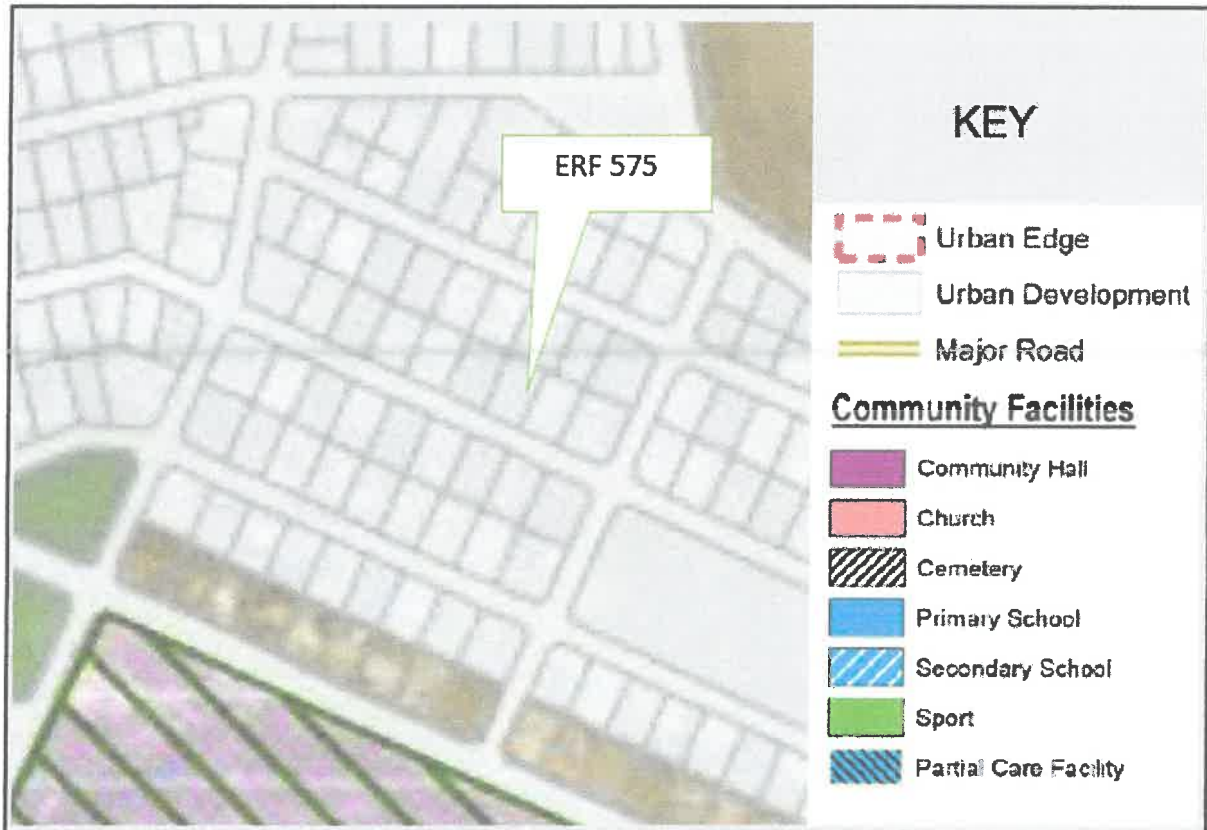 ERF 575
KEY
Urban Edge
Urban Development
Major Road
Community Facilities
Community Hall
Church
Cemetery
Primary School
Secondary School
Sport
Partial Care Facility